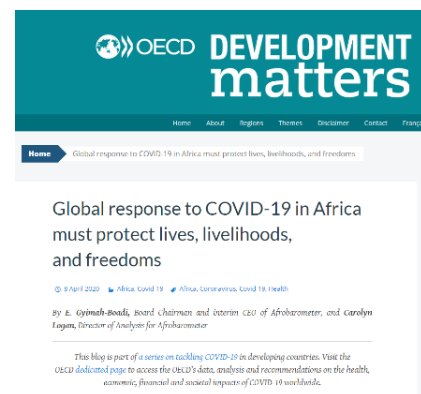 OECD DEVELOPMENT
matters
Home About Regions Themes Disclaimer Contact Franç
Home Global response to COVID-19 in Africa must protect lives, livelihoods, and freedoms
Global response to COVID-19 in Africa
must protect lives, livelihoods,
and freedoms
8 April 2020 Africa, Covid 19 Africa, Coronavirus, Covid 19, Health
By E. Gyimah-Boadi, Board Chairman and interim CEO of Afrobarometer, and Carolyn
Logan, Director of Analysis for Afrobarometer
This blog is part of a series on tackling COVID-19 in developing countries. Visit the
OECD dedicated page to access the OECD's data, analysis and recommendations on the health,
economic, financial and societal impacts of COVID-19 worldwide.